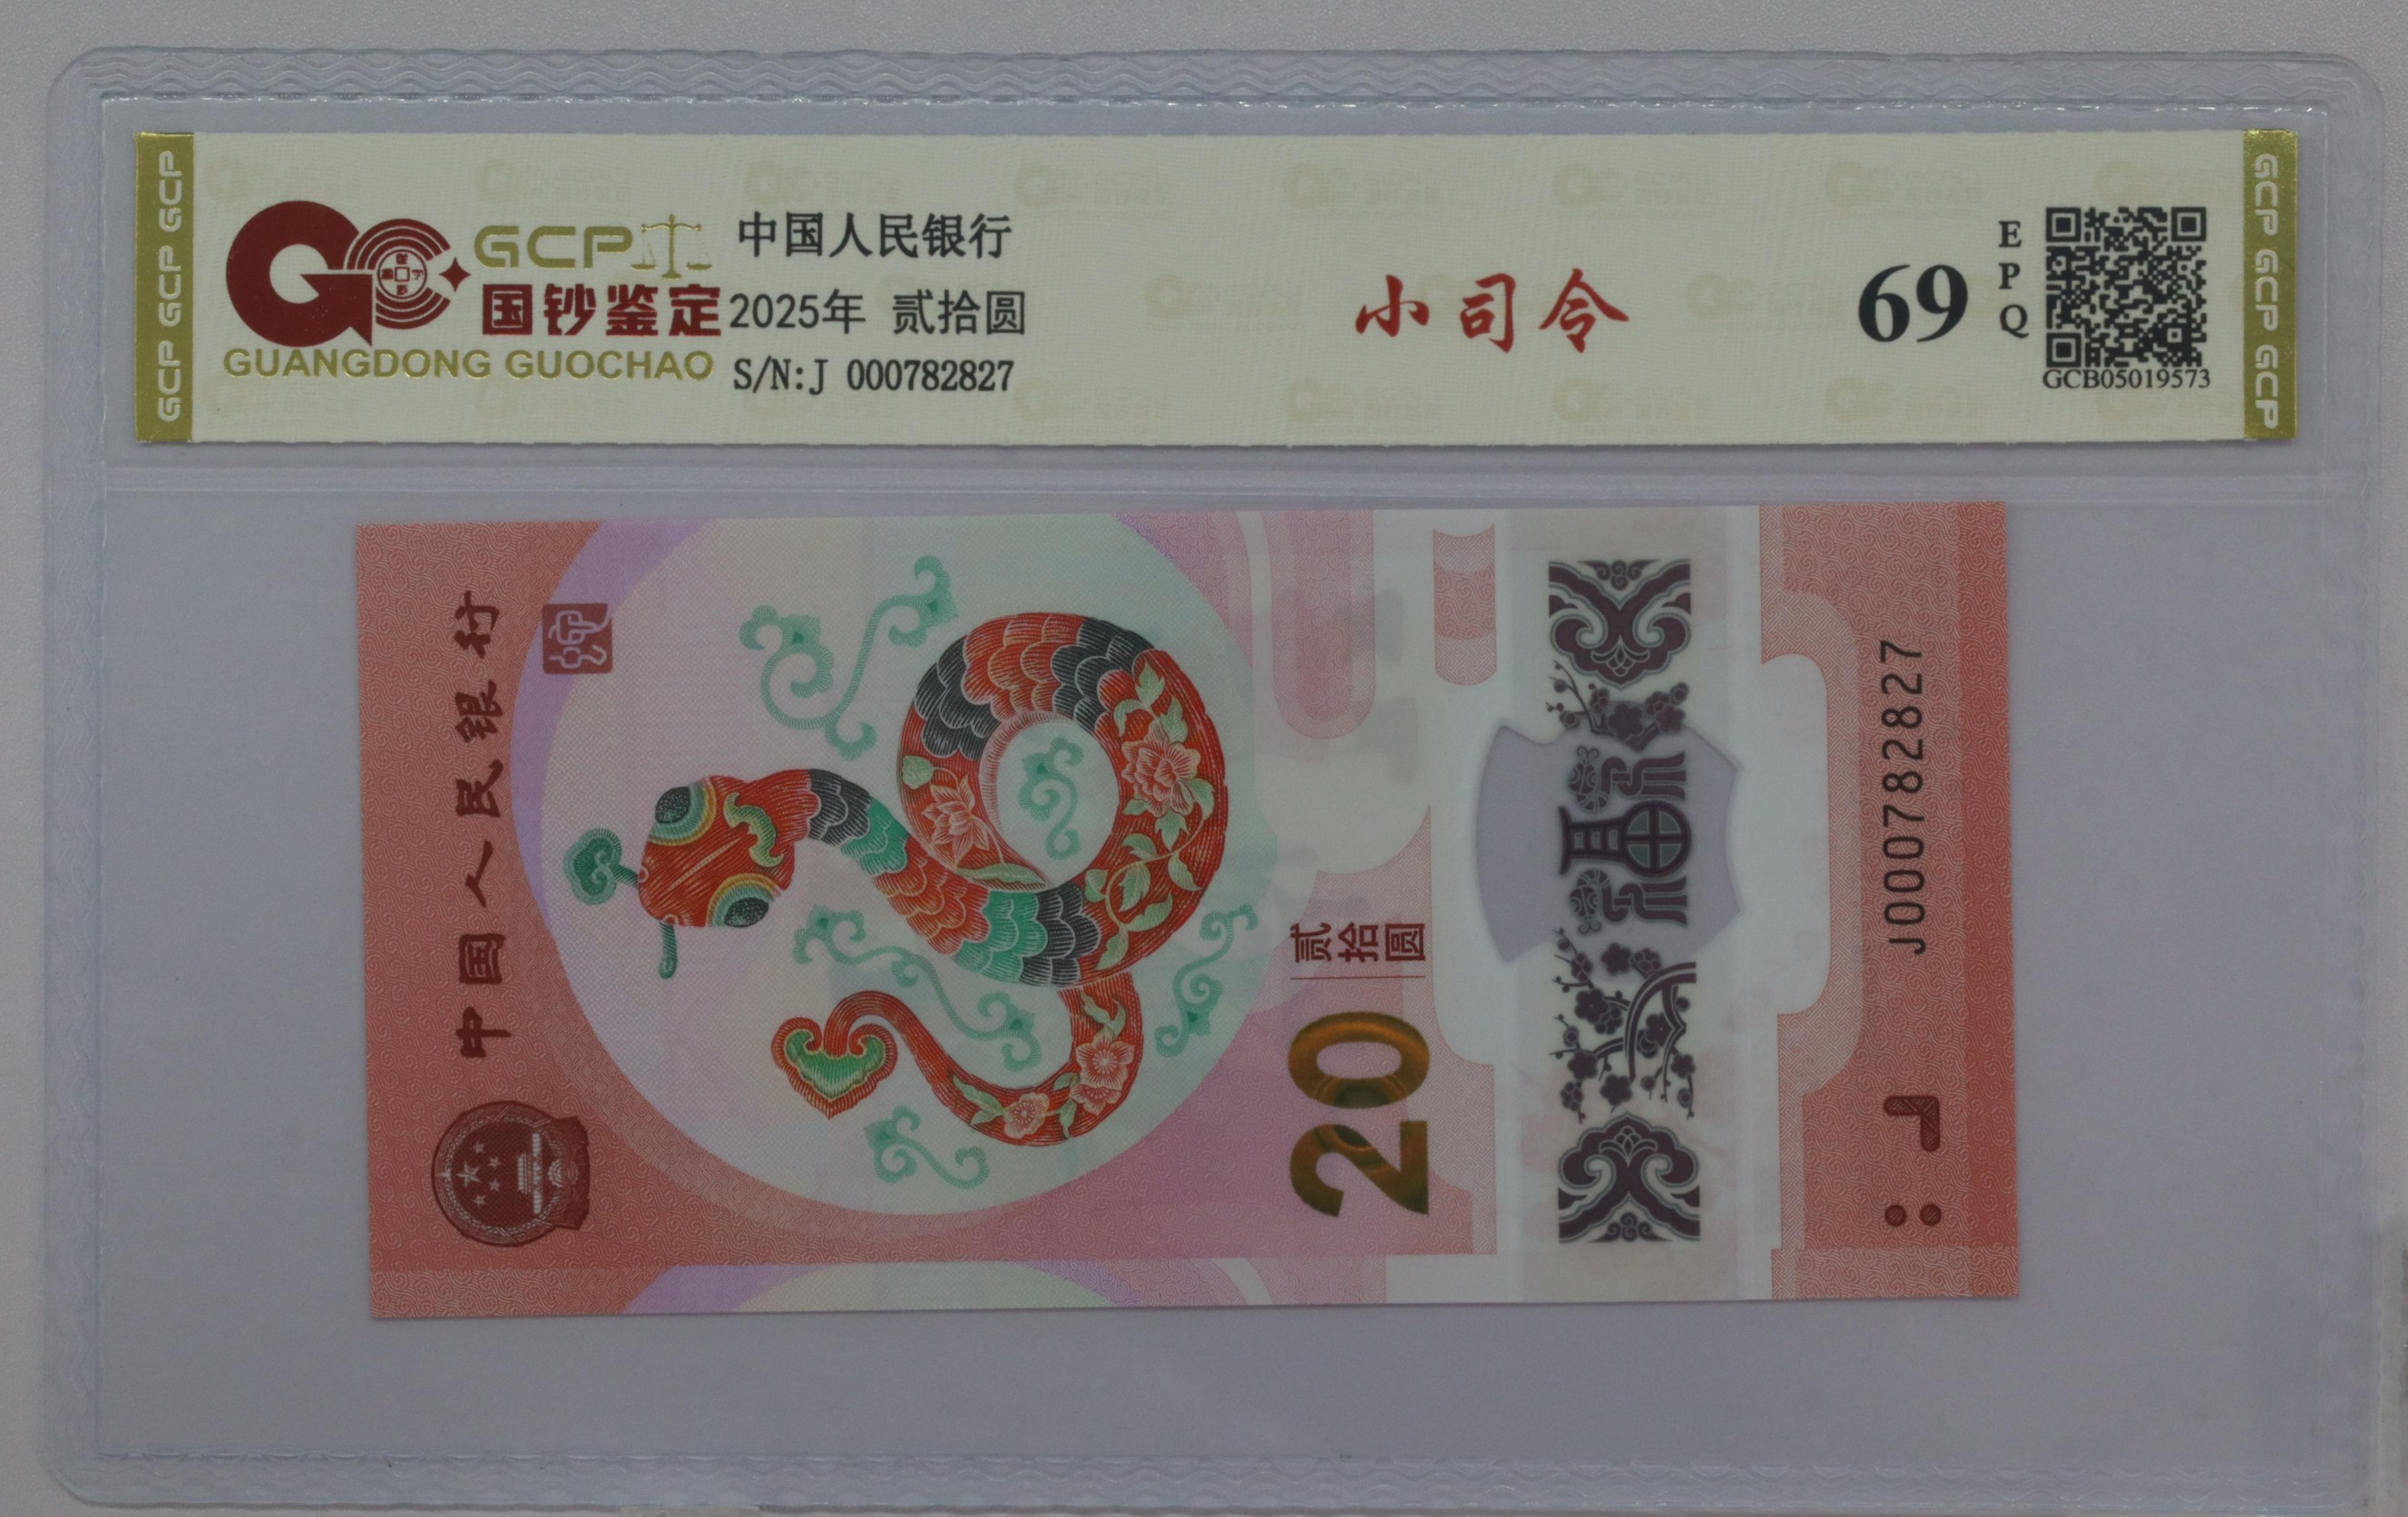 GCP GCP GCP
GCP
国钞鉴定
GUANGDONG GUOCHAO
中国人民银行
2025年 贰拾圆
S/N:J 000782827
小司令
69
EPQ
GCB05019573
GCP GCP GCP
中国人民银行
20
贰拾圆
福
J000782827